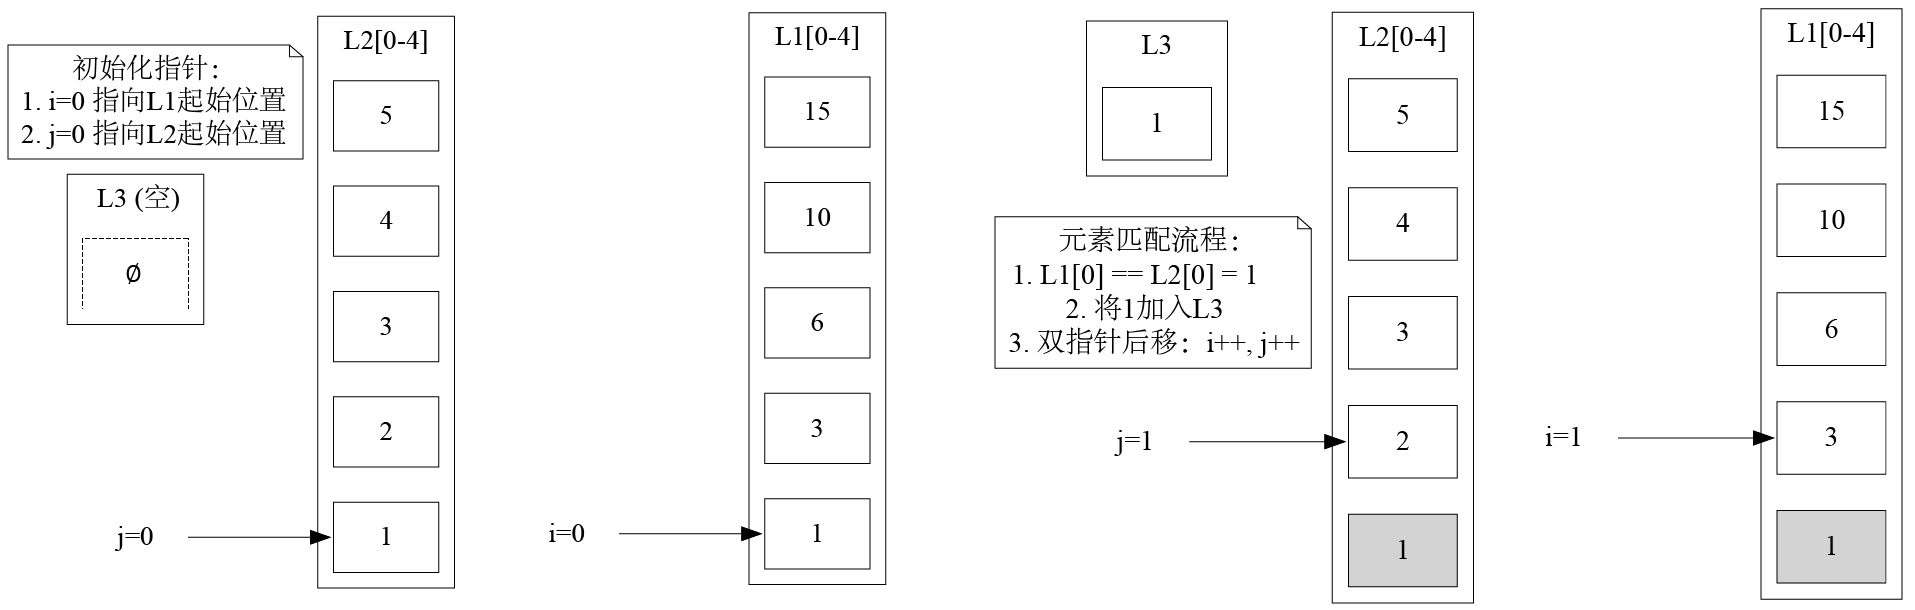 初始化指针：
1. i=0 指向L1起始位置
2. j=0 指向L2起始位置
L3 (空)
∅
L2[0-4]
5
4
3
2
1
j=0
L1[0-4]
15
10
6
3
1
i=0
L3
1
元素匹配流程：
1. L1[0] == L2[0] = 1
2. 将1加入L3
3. 双指针后移：i++, j++
L2[0-4]
5
4
3
2
1
j=1
L1[0-4]
15
10
6
3
1
i=1